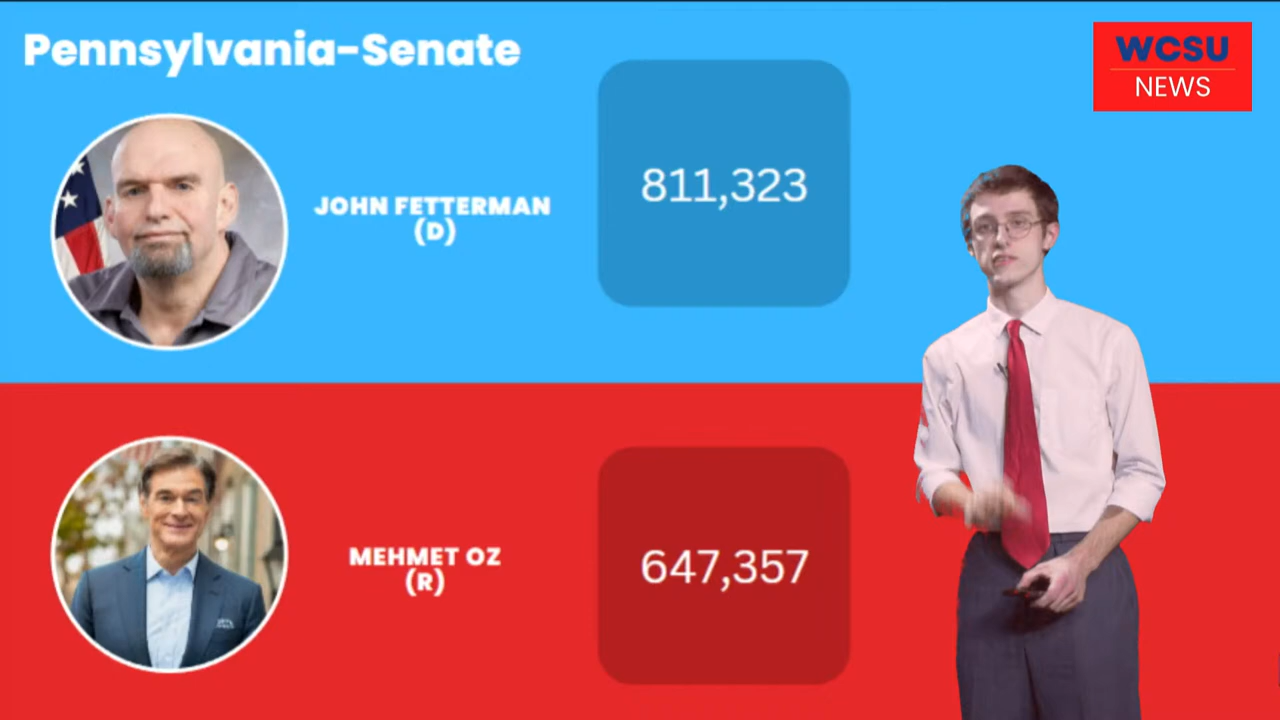 Pennsylvania-Senate
WCSU
NEWS
JOHN FETTERMAN
(D)
811,323
MEHMET OZ
(R)
647,357